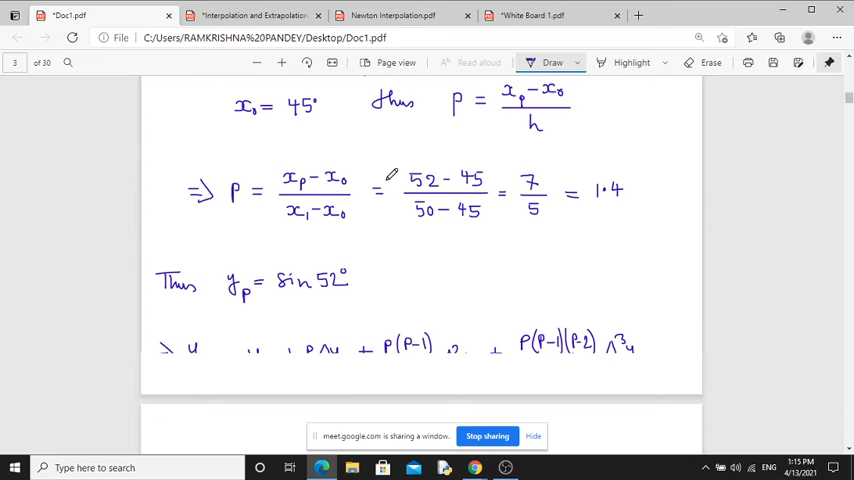 *Doc1.pdf
*Interpolation and Extrapolation
Newton Interpolation.pdf
*White Board 1.pdf
File C:/Users/RAMKRISHNA%20PANDEY/Desktop/Doc1.pdf
3 of 30
Page view
Read aloud
Draw
Highlight
Erase
x₀ = 45° thus P = (xₚ - x₀)/h
=> P = (xₚ - x₀)/(x₁ - x₀) = (52 - 45)/(50 - 45) = 7/5 = 1.4
Thus yₚ = sin 52°
P(P-1) P(P-1)(P-2)
meet.google.com is sharing a window.
Stop sharing
Hide
Type here to search
ENG
1:15 PM
4/13/2021